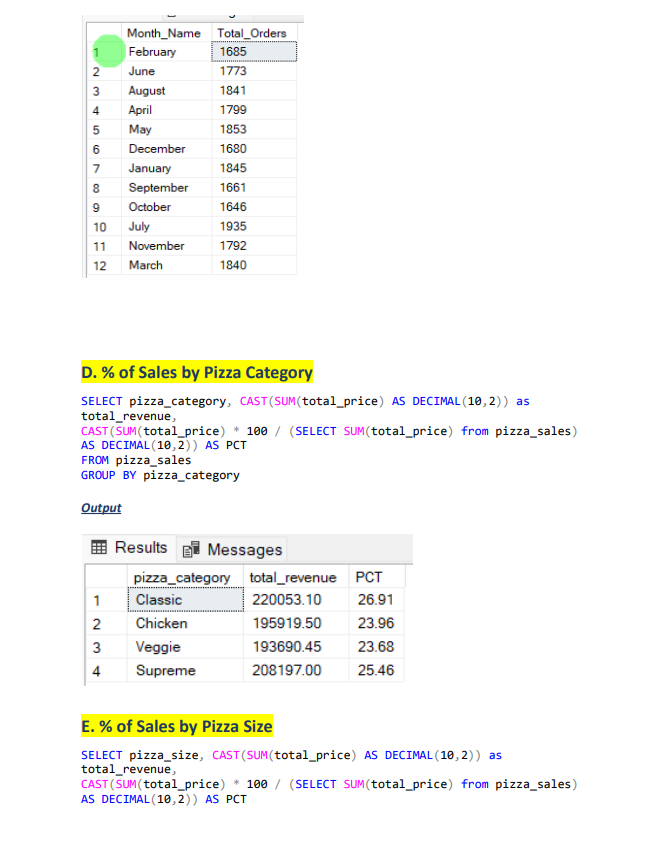 Month_Name Total_Orders
1 February 1685
2 June 1773
3 August 1841
4 April 1799
5 May 1853
6 December 1680
7 January 1845
8 September 1661
9 October 1646
10 July 1935
11 November 1792
12 March 1840
D. % of Sales by Pizza Category
SELECT pizza_category, CAST(SUM(total_price) AS DECIMAL(10,2)) as
total_revenue,
CAST(SUM(total_price) * 100 / (SELECT SUM(total_price) from pizza_sales)
AS DECIMAL(10,2)) AS PCT
FROM pizza_sales
GROUP BY pizza_category
Output
Results Messages
pizza_category total_revenue PCT
1 Classic 220053.10 26.91
2 Chicken 195919.50 23.96
3 Veggie 193690.45 23.68
4 Supreme 208197.00 25.46
E. % of Sales by Pizza Size
SELECT pizza_size, CAST(SUM(total_price) AS DECIMAL(10,2)) as
total_revenue,
CAST(SUM(total_price) * 100 / (SELECT SUM(total_price) from pizza_sales)
AS DECIMAL(10,2)) AS PCT